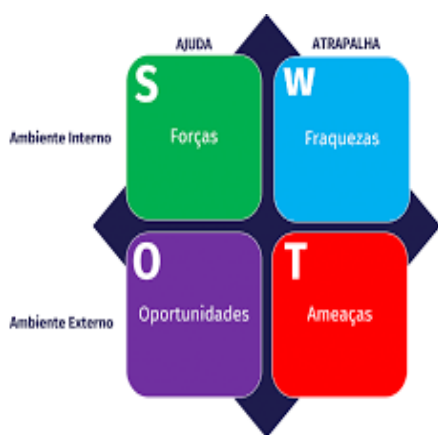 AJUDA
ATRAPALHA
S
W
Ambiente Interno
Forças
Fraquezas
O
T
Ambiente Externo
Oportunidades
Ameaças